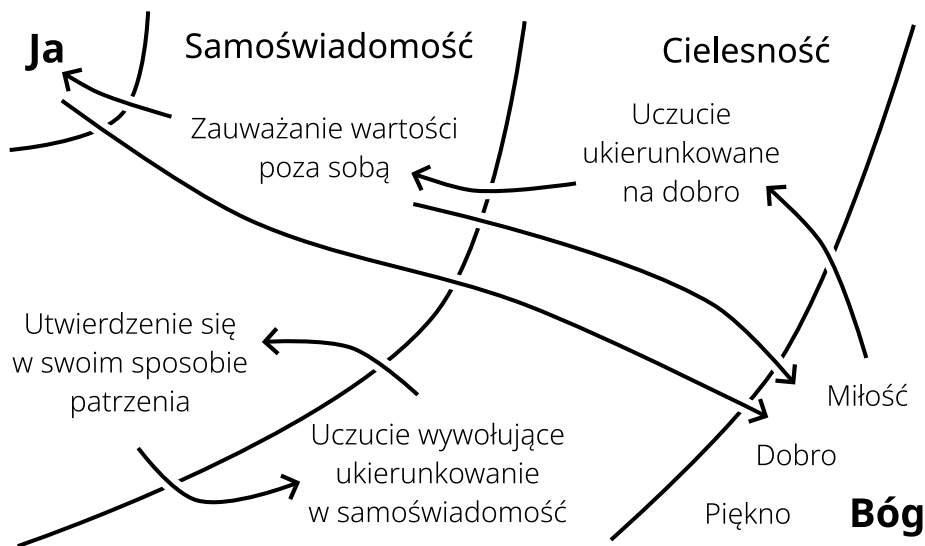 Ja
Samoświadomość
Cielesność
Zauważanie wartości
poza sobą
Uczucie
ukierunkowane
na dobro
Utwierdzenie się
w swoim sposobie
patrzenia
Uczucie wywołujące
ukierunkowanie
w samoświadomość
Miłość
Dobro
Piękno
Bóg